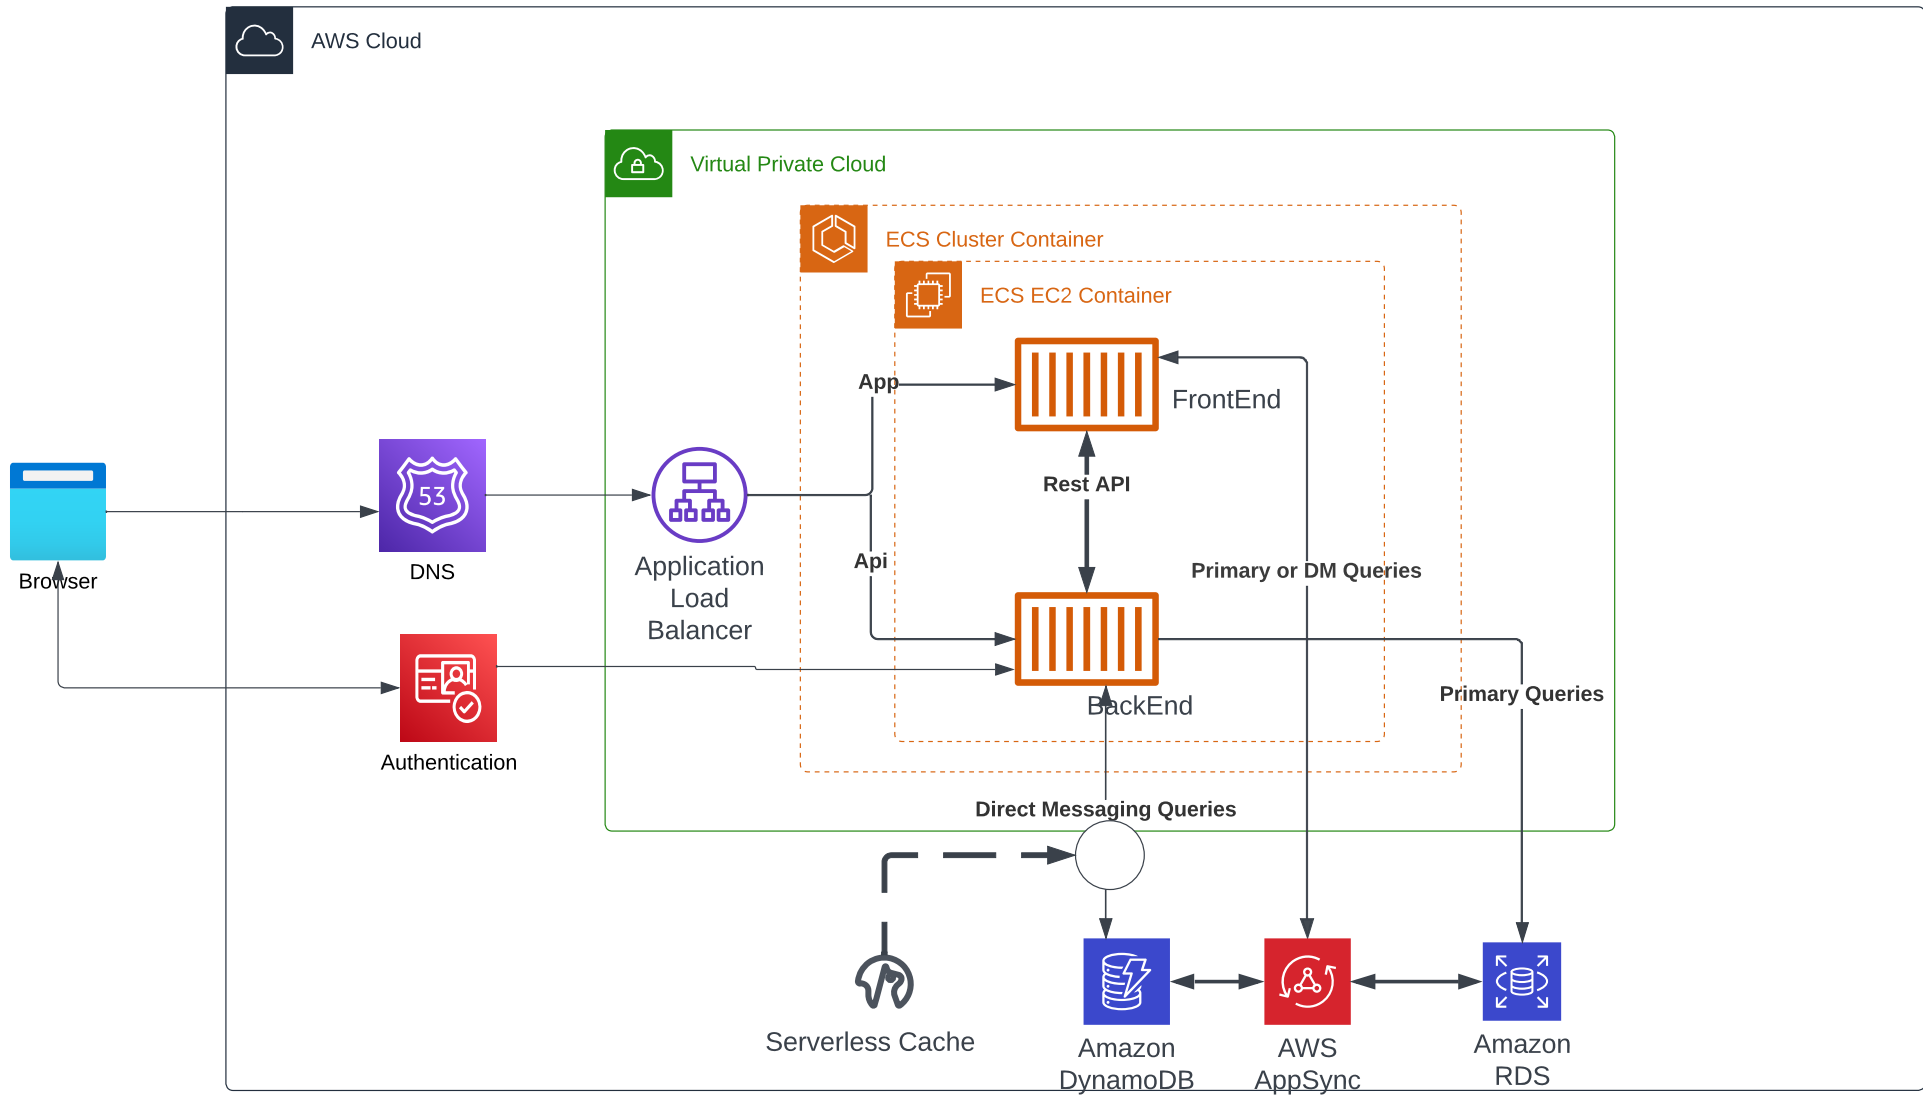 AWS Cloud
Virtual Private Cloud
ECS Cluster Container
ECS EC2 Container
App
FrontEnd
53
Rest API
Api
Application
Load
Balancer
Primary or DM Queries
DNS
Browser
BackEnd
Primary Queries
Authentication
Direct Messaging Queries
Serverless Cache
Amazon
DynamoDB
AWS
AppSync
Amazon
RDS